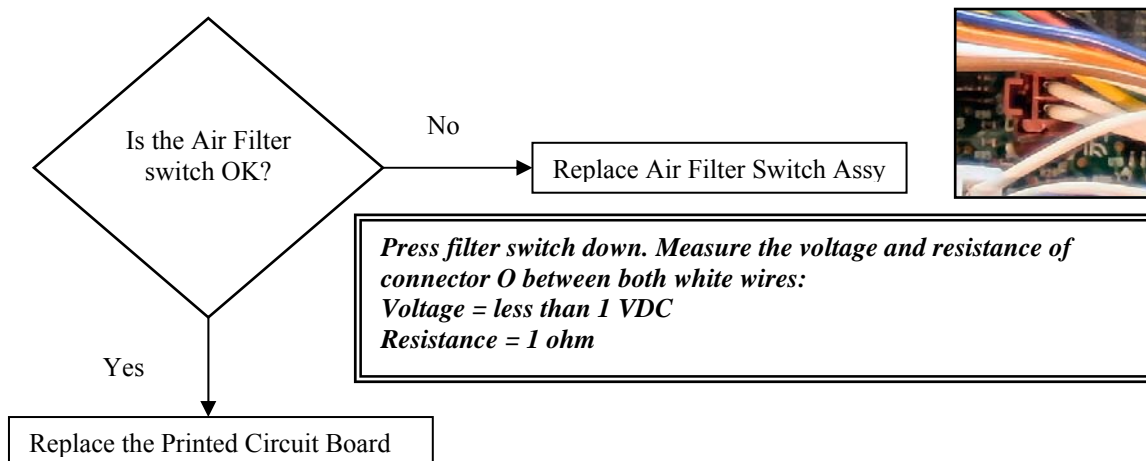 Is the Air Filter
switch OK?
No
Replace Air Filter Switch Assy
Press filter switch down. Measure the voltage and resistance of
connector O between both white wires:
Voltage = less than 1 VDC
Resistance = 1 ohm
Yes
Replace the Printed Circuit Board